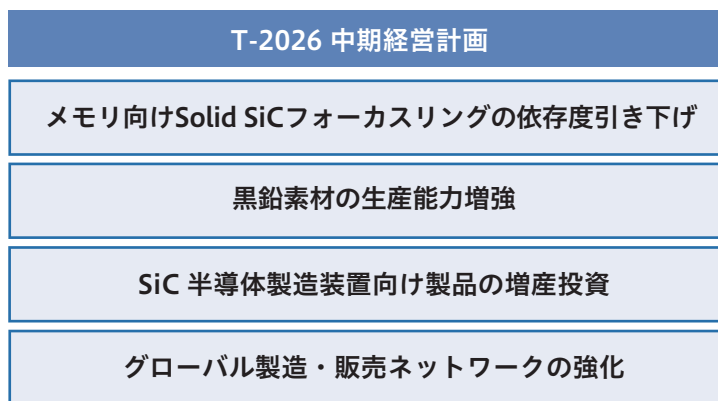 T-2026 中期経営計画
メモリ向けSolid SiCフォーカスリングの依存度引き下げ
黒鉛素材の生産能力増強
SiC 半導体製造装置向け製品の増産投資
グローバル製造・販売ネットワークの強化